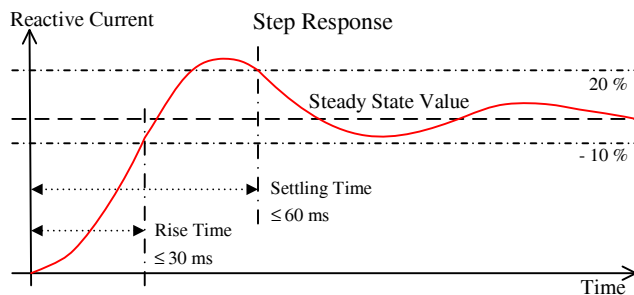 Reactive Current
Step Response
20 %
Steady State Value
- 10 %
Settling Time
≤ 60 ms
Rise Time
≤ 30 ms
Time